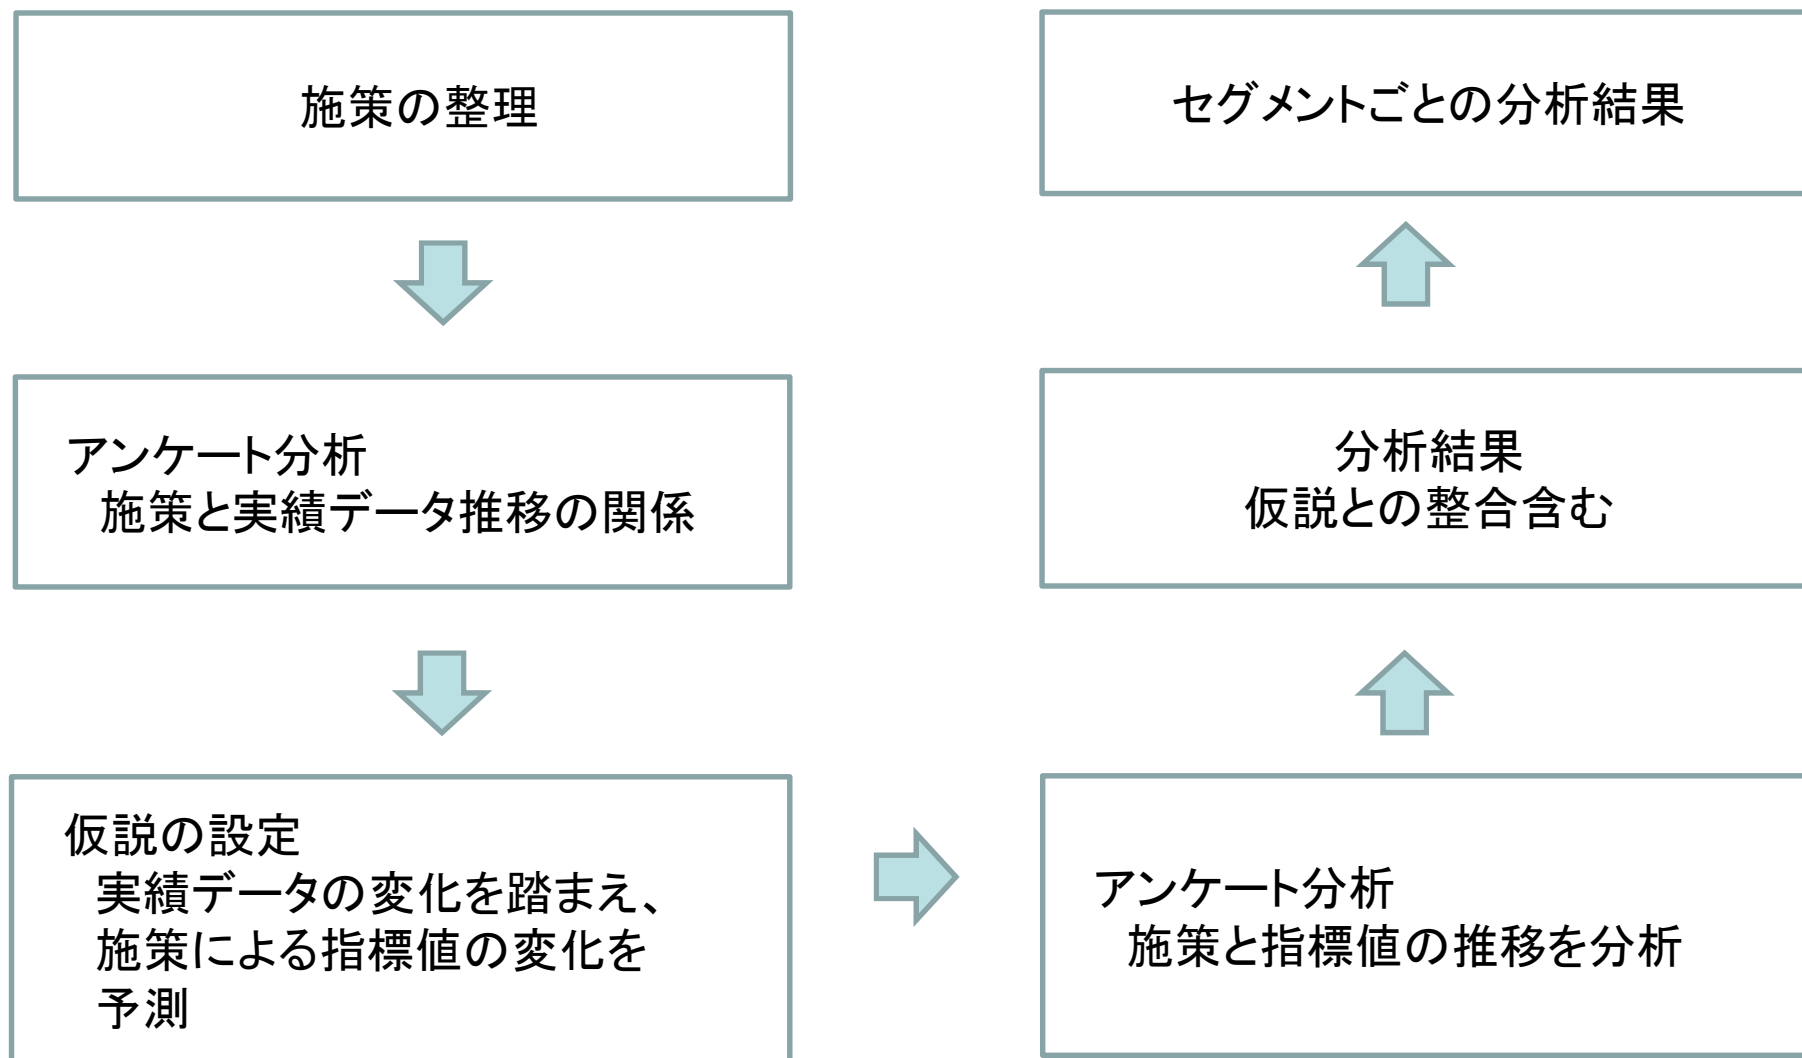 施策の整理
アンケート分析
施策と実績データ推移の関係
仮説の設定
実績データの変化を踏まえ、
施策による指標値の変化を
予測
アンケート分析
施策と指標値の推移を分析
分析結果
仮説との整合含む
セグメントごとの分析結果